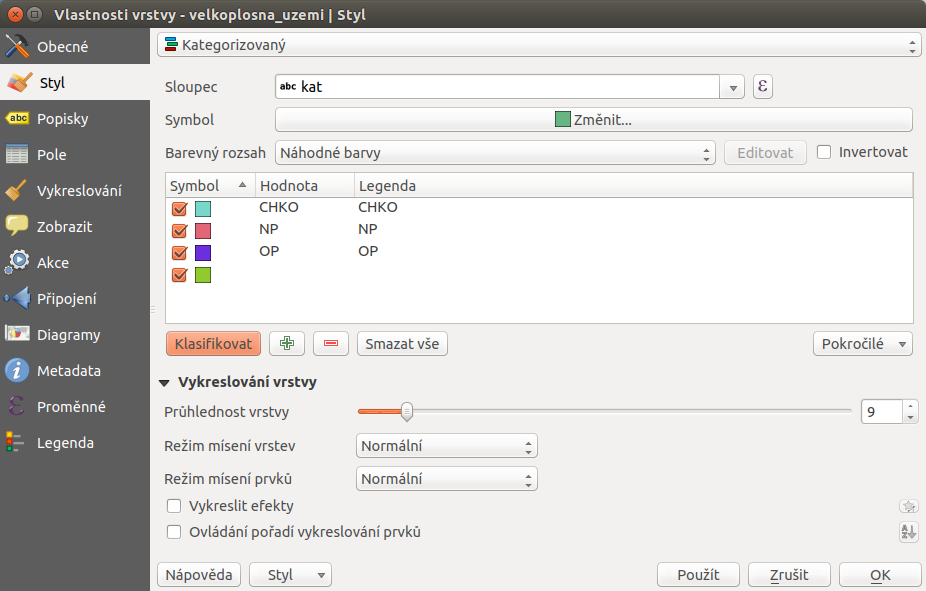 Vlastnosti vrstvy - velkoplosna_uzemi | Styl
Obecné
Styl
abc Popisky
Pole
Vykreslování
Zobrazit
Akce
Připojení
Diagramy
Metadata
Proměnné
Legenda
Kategorizovaný
Sloupec abc kat ε
Symbol Změnit...
Barevný rozsah Náhodné barvy Editovat Invertovat
Symbol Hodnota Legenda
CHKO CHKO
NP NP
OP OP
Klasifikovat Smazat vše Pokročilé
Vykreslování vrstvy
Průhlednost vrstvy 9
Režim mísení vrstev Normální
Režim mísení prvků Normální
Vykreslit efekty
Ovládání pořadí vykreslování prvků
Nápověda Styl Použít Zrušit OK